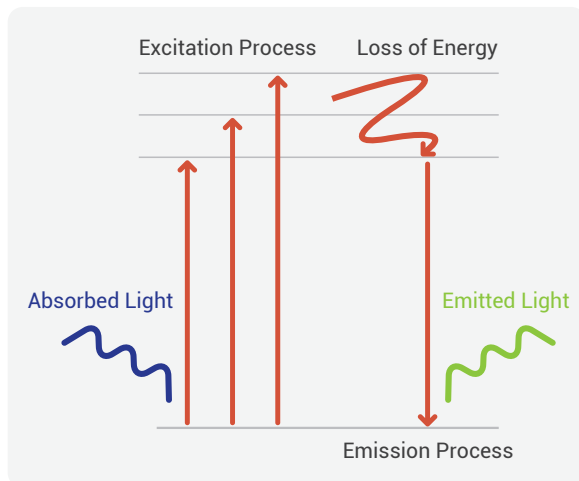 Excitation Process
Loss of Energy
Absorbed Light
Emitted Light
Emission Process